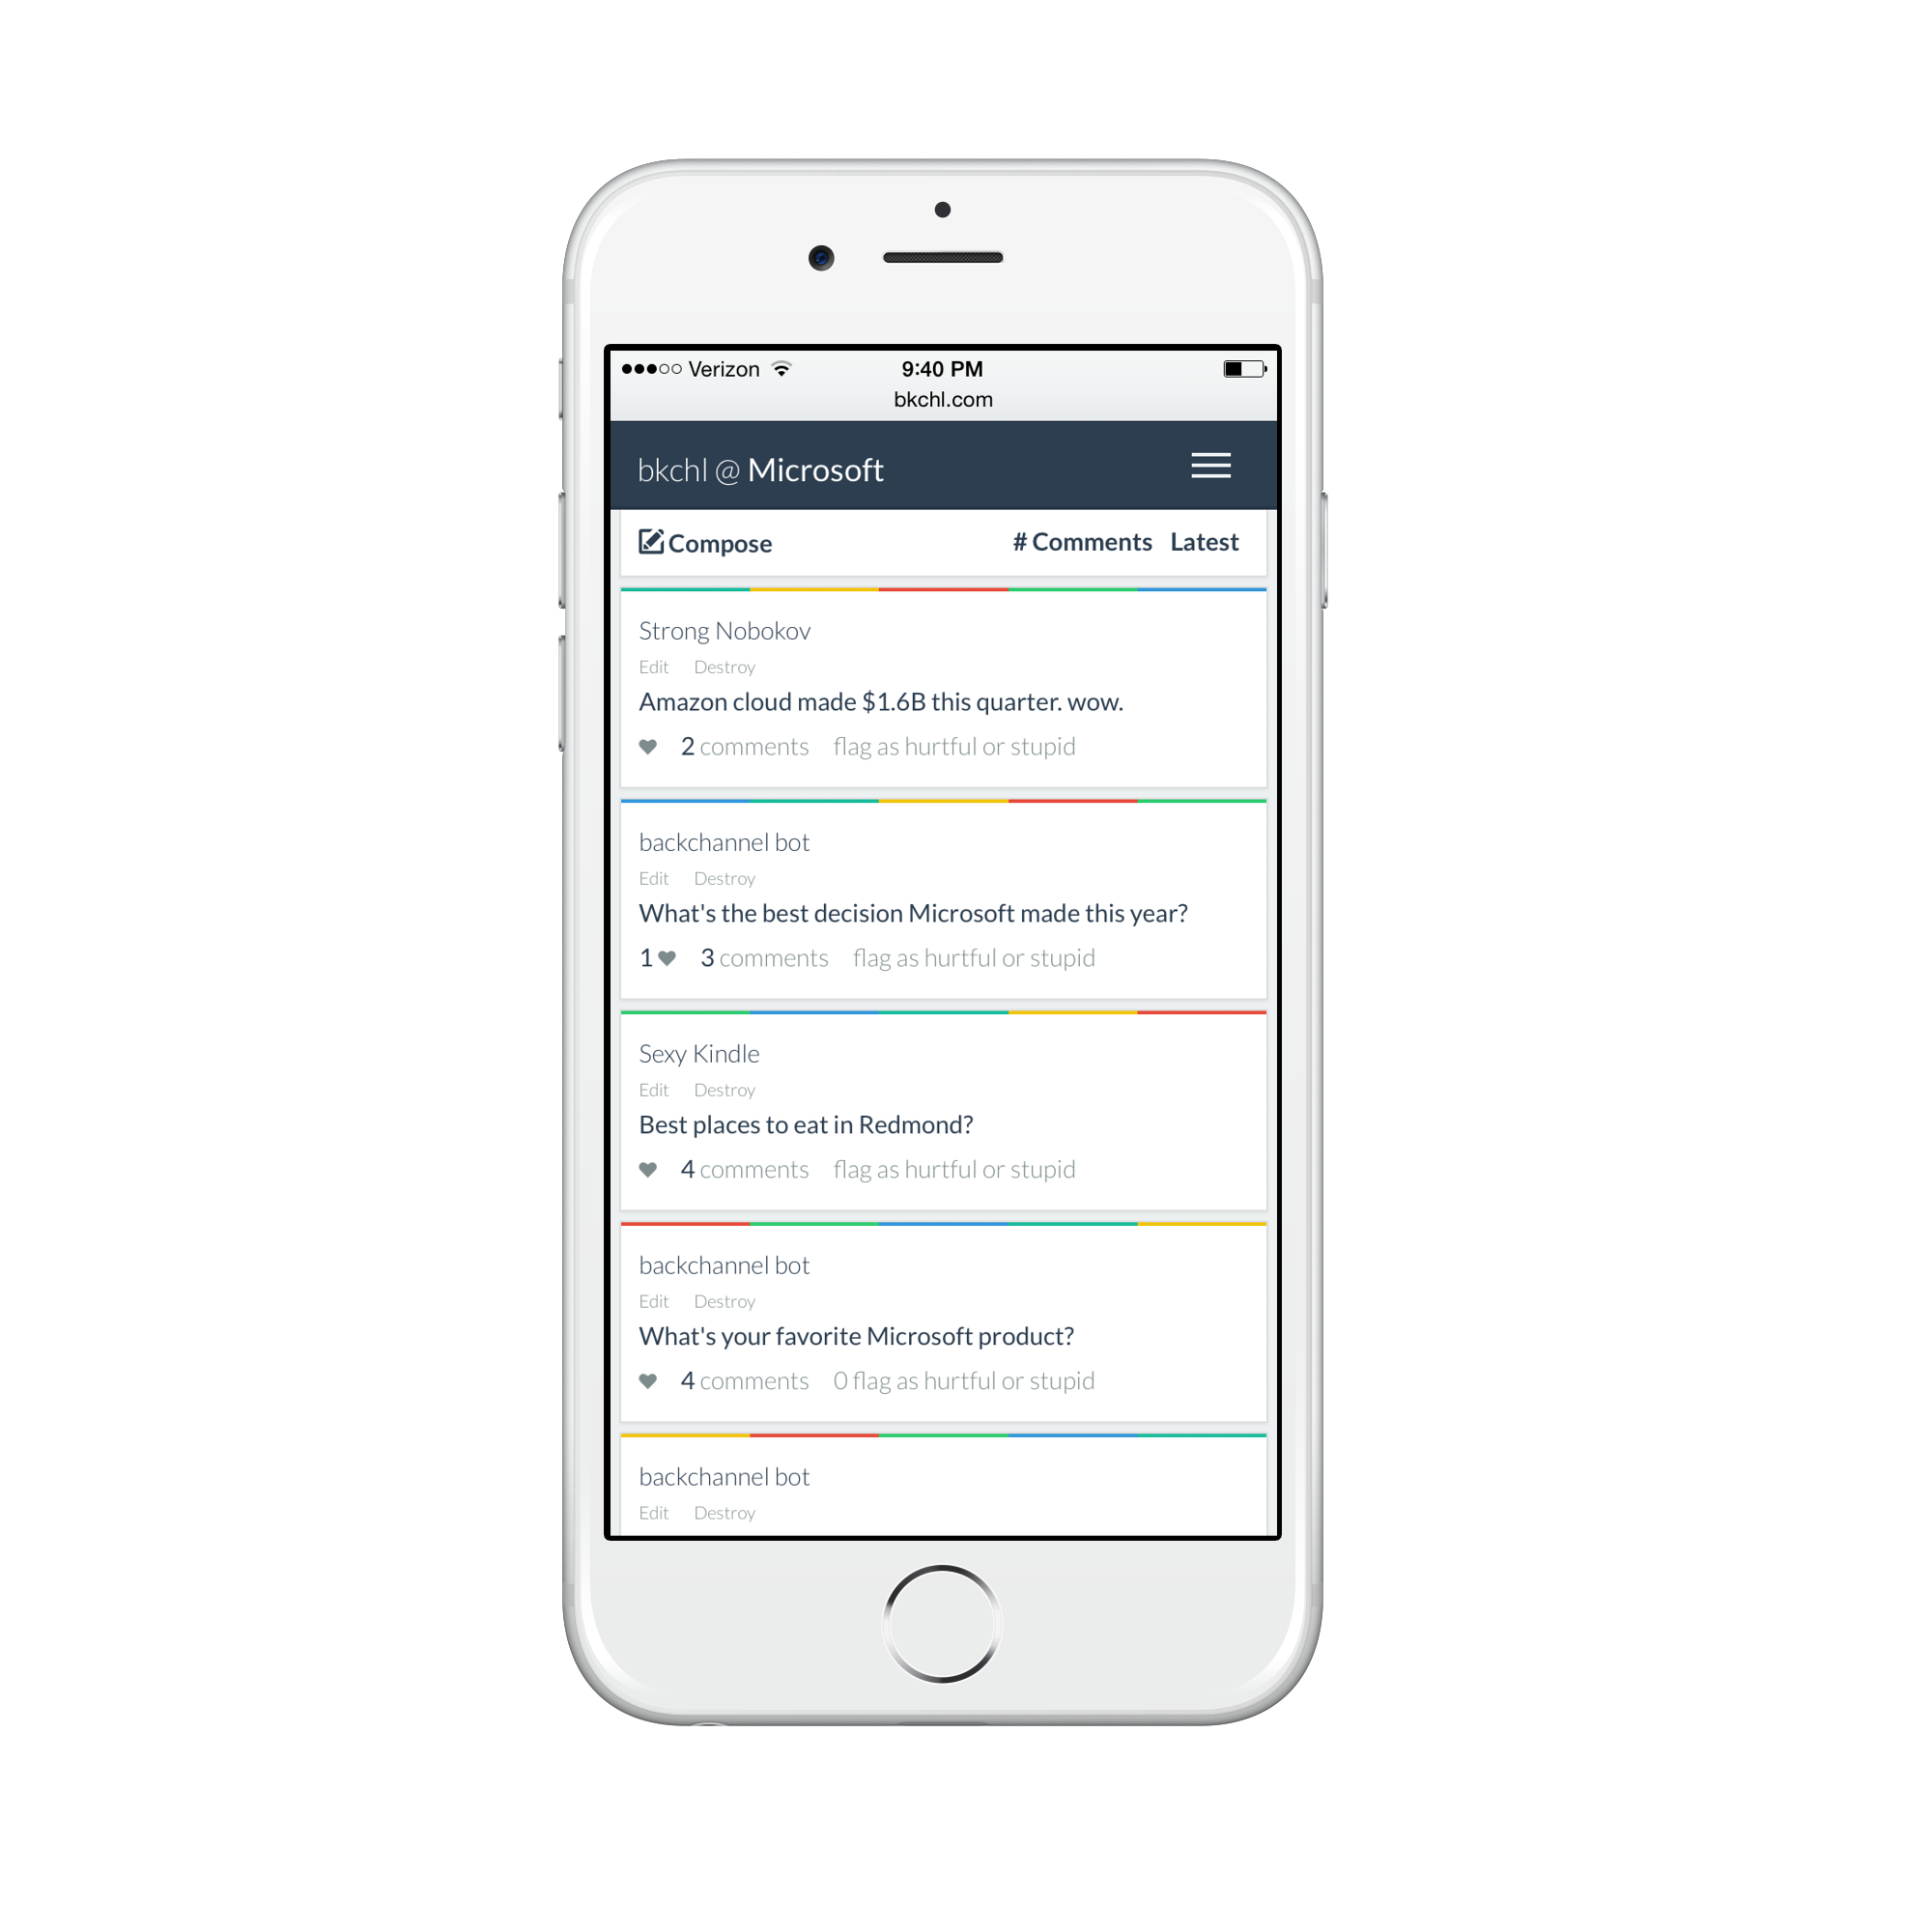 Verizon 9:40 PM
bkchl.com
bkchl @ Microsoft
Compose # Comments Latest
Strong Nobokov
Edit Destroy
Amazon cloud made $1.6B this quarter. wow.
2 comments flag as hurtful or stupid
backchannel bot
Edit Destroy
What's the best decision Microsoft made this year?
1 3 comments flag as hurtful or stupid
Sexy Kindle
Edit Destroy
Best places to eat in Redmond?
4 comments flag as hurtful or stupid
backchannel bot
Edit Destroy
What's your favorite Microsoft product?
4 comments 0 flag as hurtful or stupid
backchannel bot
Edit Destroy